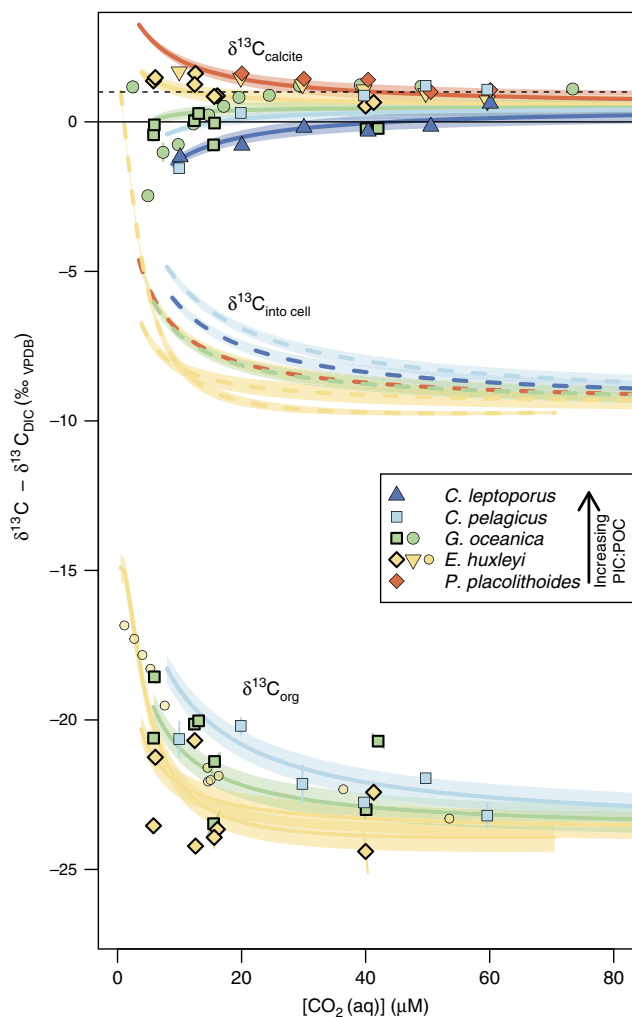 δ13Ccalcite
0
δ13Cinto cell
−5
−10
δ13C − δ13CDIC (‰ VPDB)
C. leptoporus
C. pelagicus
G. oceanica
E. huxleyi
P. placolithoides
Increasing
PIC:POC
−15
δ13Corg
−20
−25
0 20 40 60 80
[CO2 (aq)] (μM)